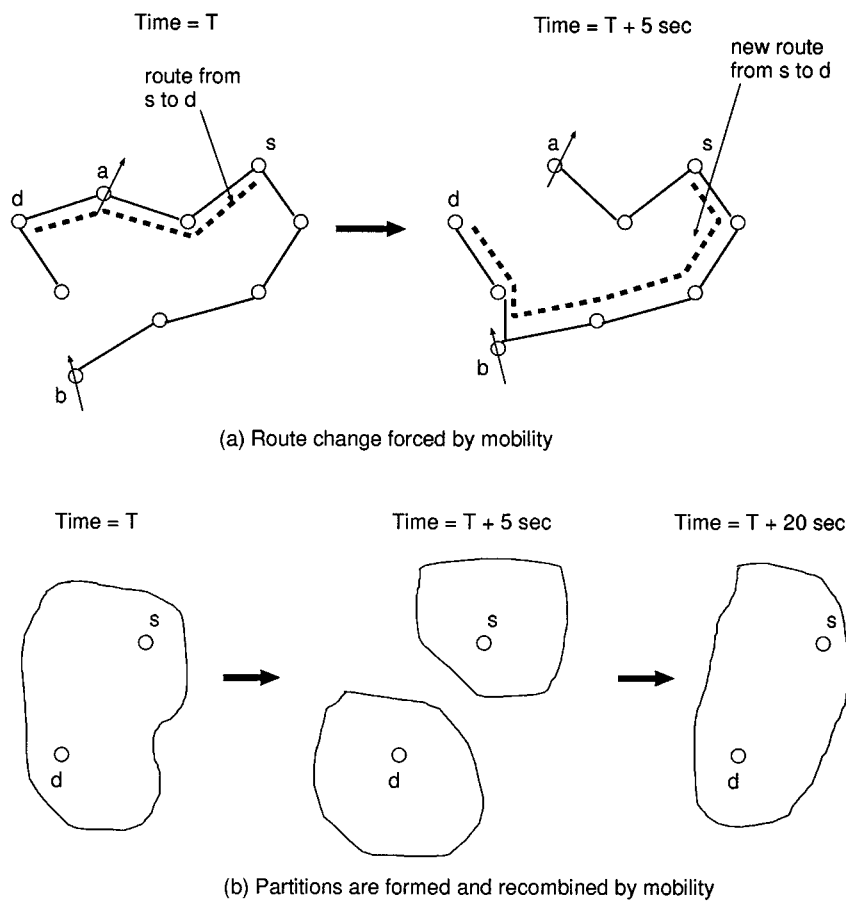 Time = T
Time = T + 5 sec
route from
s to d
new route
from s to d
s
a
d
b
a
s
d
b
(a) Route change forced by mobility
Time = T
Time = T + 5 sec
Time = T + 20 sec
s
d
s
d
s
d
(b) Partitions are formed and recombined by mobility